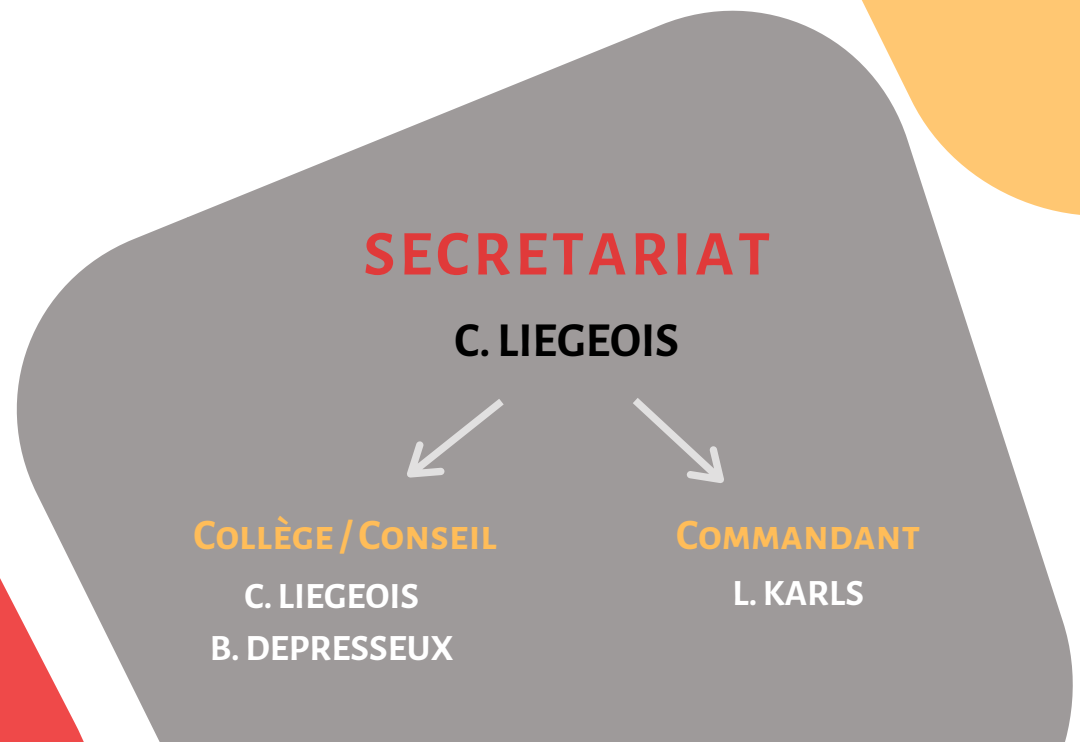 SECRETARIAT
C. LIEGEOIS
Collège / Conseil
C. LIEGEOIS
B. DEPRESSEUX
Commandant
L. KARLS